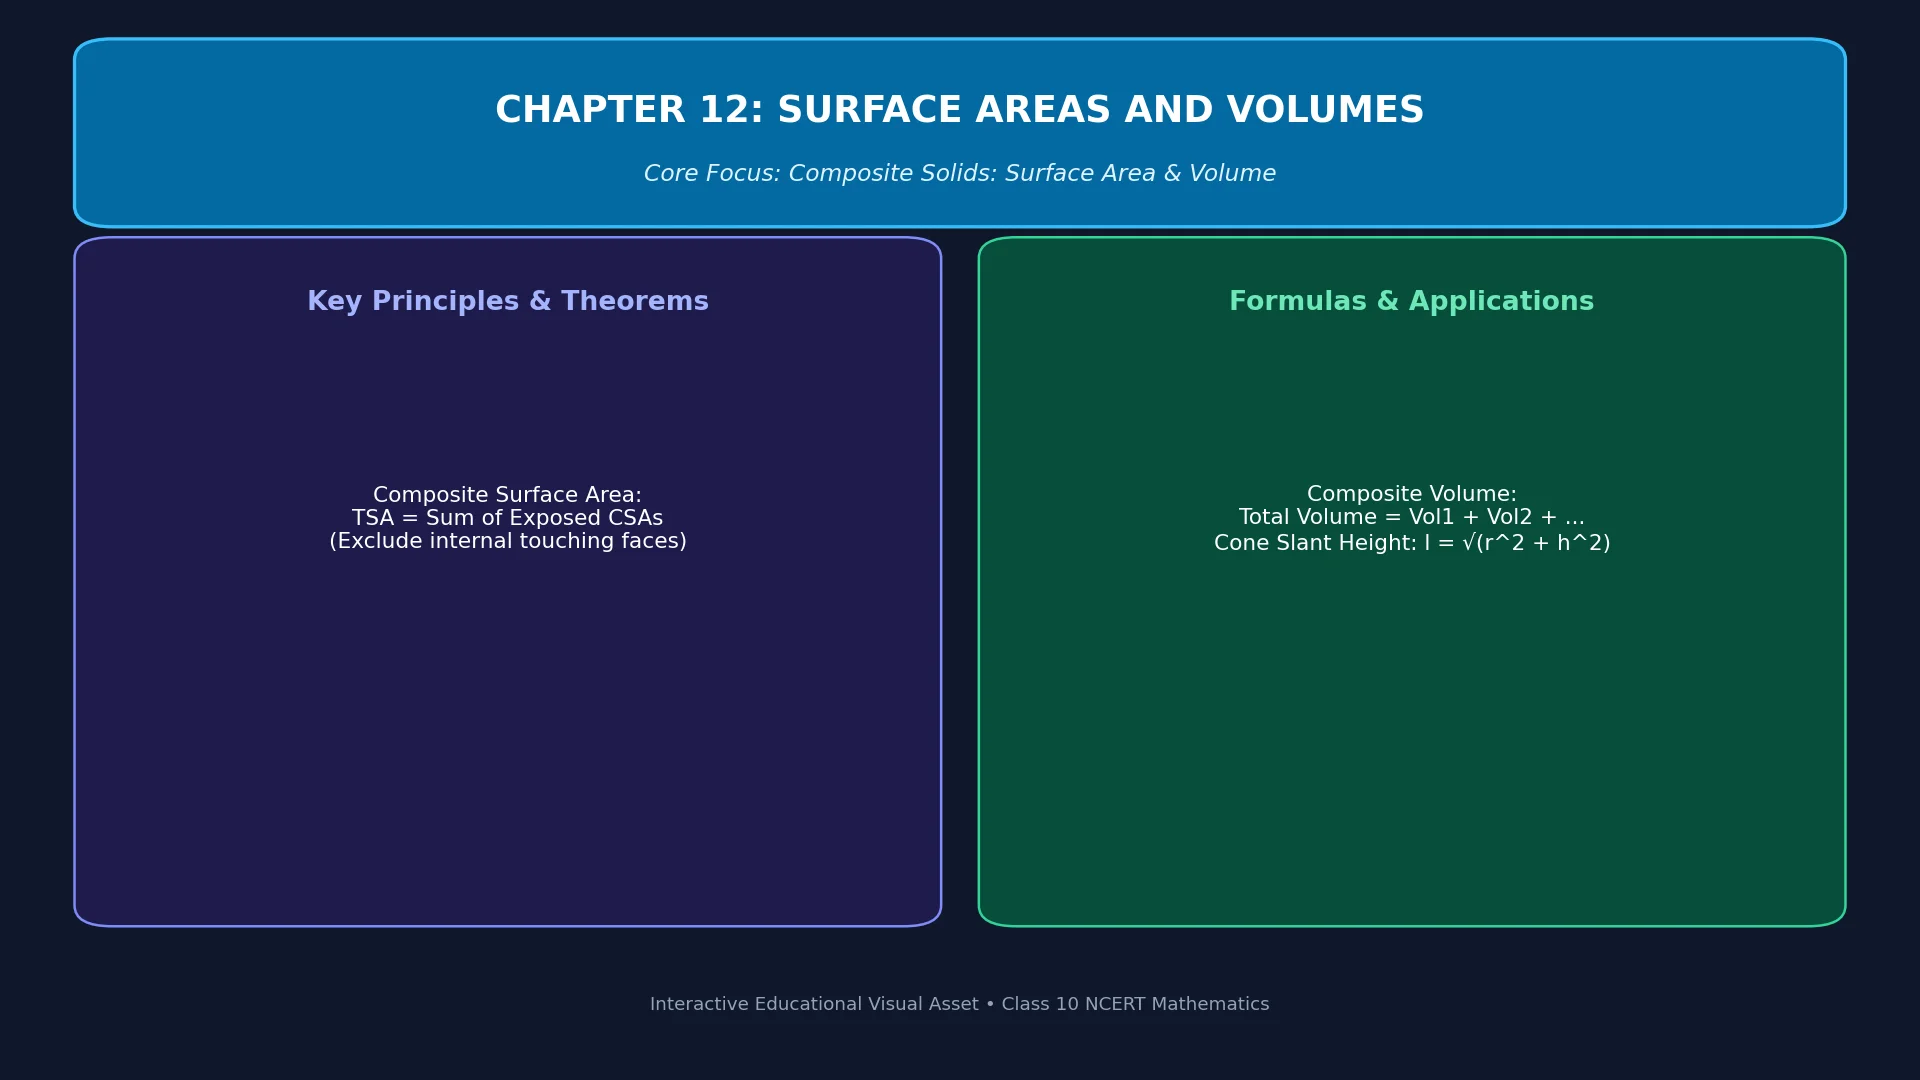 CHAPTER 12: SURFACE AREAS AND VOLUMES
Core Focus: Composite Solids: Surface Area & Volume
Key Principles & Theorems
Composite Surface Area:
TSA = Sum of Exposed CSAs
(Exclude internal touching faces)
Formulas & Applications
Composite Volume:
Total Volume = Vol1 + Vol2 + ...
Cone Slant Height: l = √(r^2 + h^2)
Interactive Educational Visual Asset • Class 10 NCERT Mathematics